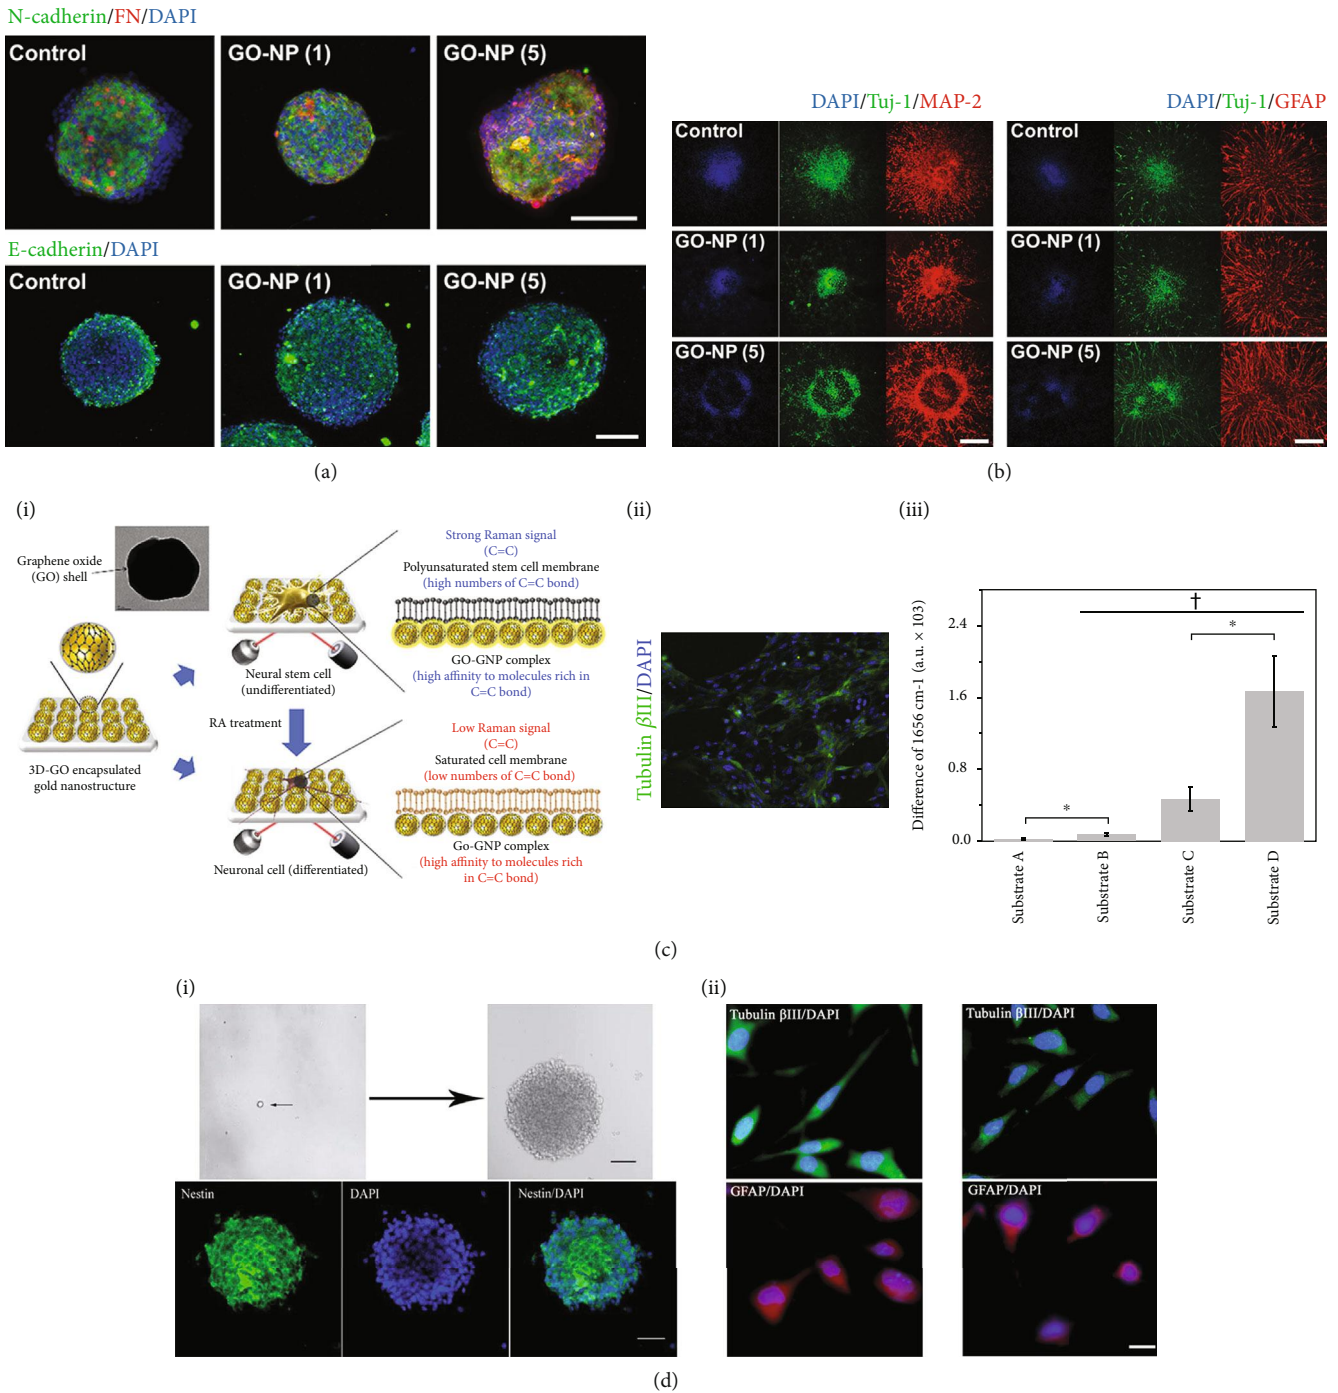 N-cadherin/FN/DAPI
Control
GO-NP (1)
GO-NP (5)
E-cadherin/DAPI
Control
GO-NP (1)
GO-NP (5)
(a)
DAPI/Tuj-1/MAP-2
DAPI/Tuj-1/GFAP
Control
Control
GO-NP (1)
GO-NP (1)
GO-NP (5)
GO-NP (5)
(b)
(i)
Graphene oxide
(GO) shell
3D-GO encapsulated
gold nanostructure
Neural stem cell
(undifferentiated)
RA treatment
Neuronal cell (differentiated)
Strong Raman signal
(C=C)
Polyunsaturated stem cell membrane
(high numbers of C=C bond)
GO-GNP complex
(high affinity to molecules rich in
C=C bond)
Low Raman signal
(C=C)
Saturated cell membrane
(low numbers of C=C bond)
Go-GNP complex
(high affinity to molecules rich
in C=C bond)
(ii)
Tubulin βIII/DAPI
(iii)
Difference of 1656 cm-1 (a.u. × 103)
2.4
1.6
0.8
0.0
†
*
*
Substrate A
Substrate B
Substrate C
Substrate D
(c)
(i)
Nestin
DAPI
Nestin/DAPI
(ii)
Tubulin βIII/DAPI
Tubulin βIII/DAPI
GFAP/DAPI
GFAP/DAPI
(d)